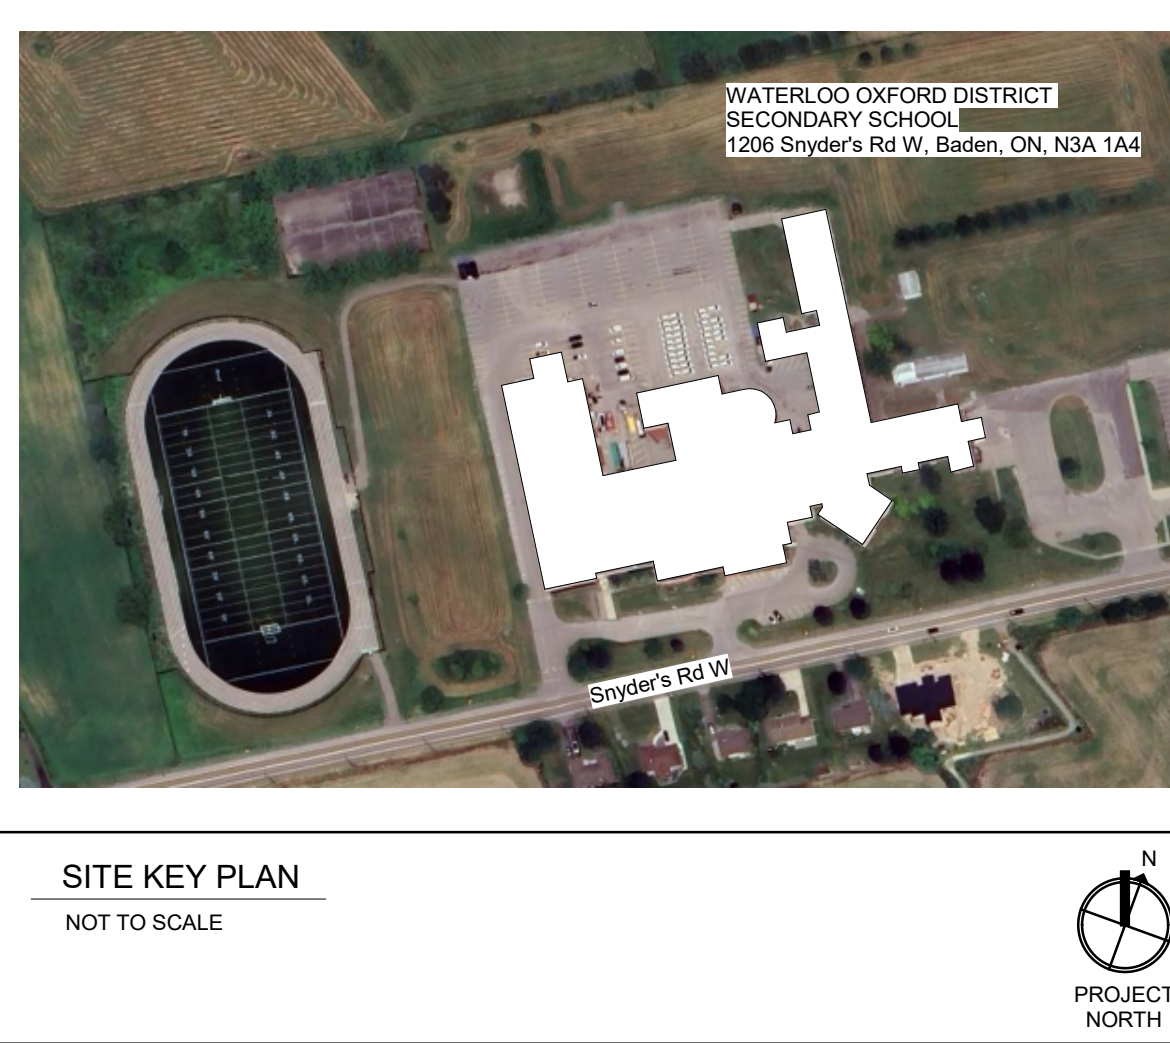 WATERLOO OXFORD DISTRICT
SECONDARY SCHOOL
1206 Snyder's Rd W, Baden, ON, N3A 1A4
Snyder's Rd W
SITE KEY PLAN
NOT TO SCALE
N
PROJECT
NORTH